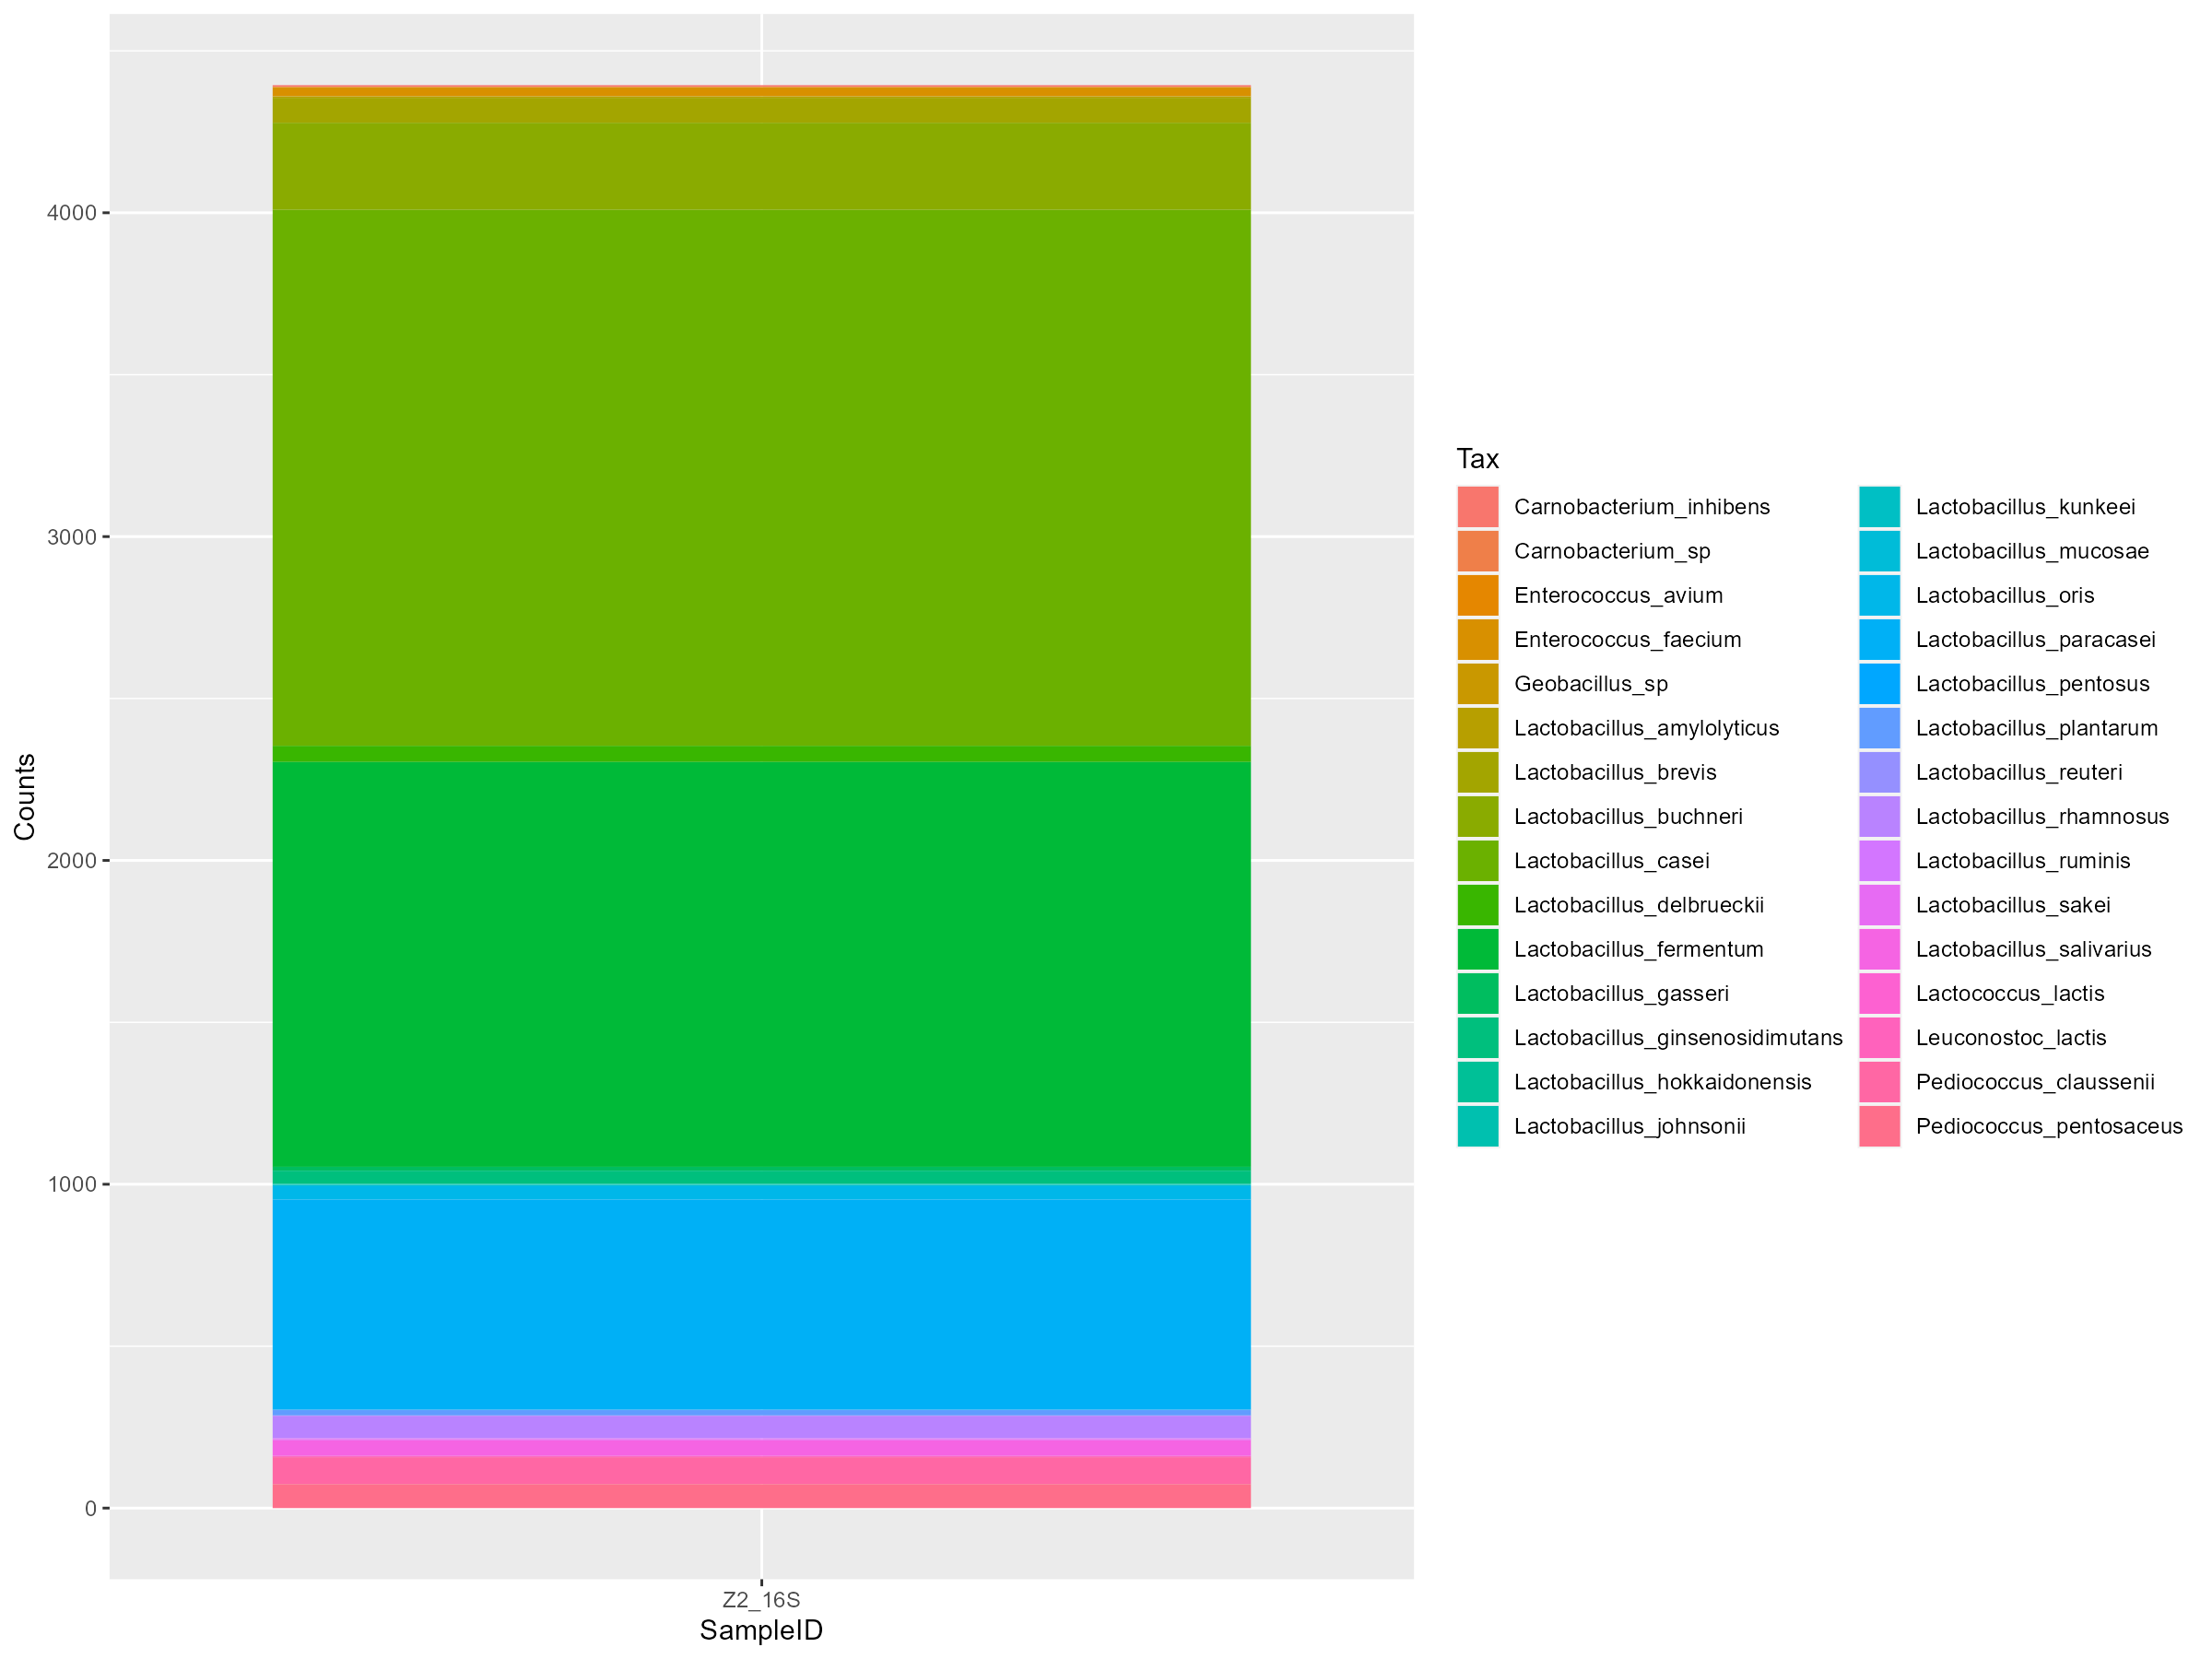 4000
3000
2000
1000
0
Counts
Z2_16S
SampleID
Tax
Carnobacterium_inhibens
Carnobacterium_sp
Enterococcus_avium
Enterococcus_faecium
Geobacillus_sp
Lactobacillus_amylolyticus
Lactobacillus_brevis
Lactobacillus_buchneri
Lactobacillus_casei
Lactobacillus_delbrueckii
Lactobacillus_fermentum
Lactobacillus_gasseri
Lactobacillus_ginsenosidimutans
Lactobacillus_hokkaidonensis
Lactobacillus_johnsonii
Lactobacillus_kunkeei
Lactobacillus_mucosae
Lactobacillus_oris
Lactobacillus_paracasei
Lactobacillus_pentosus
Lactobacillus_plantarum
Lactobacillus_reuteri
Lactobacillus_rhamnosus
Lactobacillus_ruminis
Lactobacillus_sakei
Lactobacillus_salivarius
Lactococcus_lactis
Leuconostoc_lactis
Pediococcus_claussenii
Pediococcus_pentosaceus